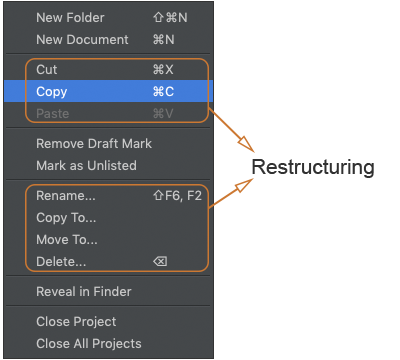 New Folder ⇧⌘N
New Document ⌘N
Cut ⌘X
Copy ⌘C
Paste ⌘V
Remove Draft Mark
Mark as Unlisted
Restructuring
Rename... ⇧F6, F2
Copy To...
Move To...
Delete... ⌫
Reveal in Finder
Close Project
Close All Projects